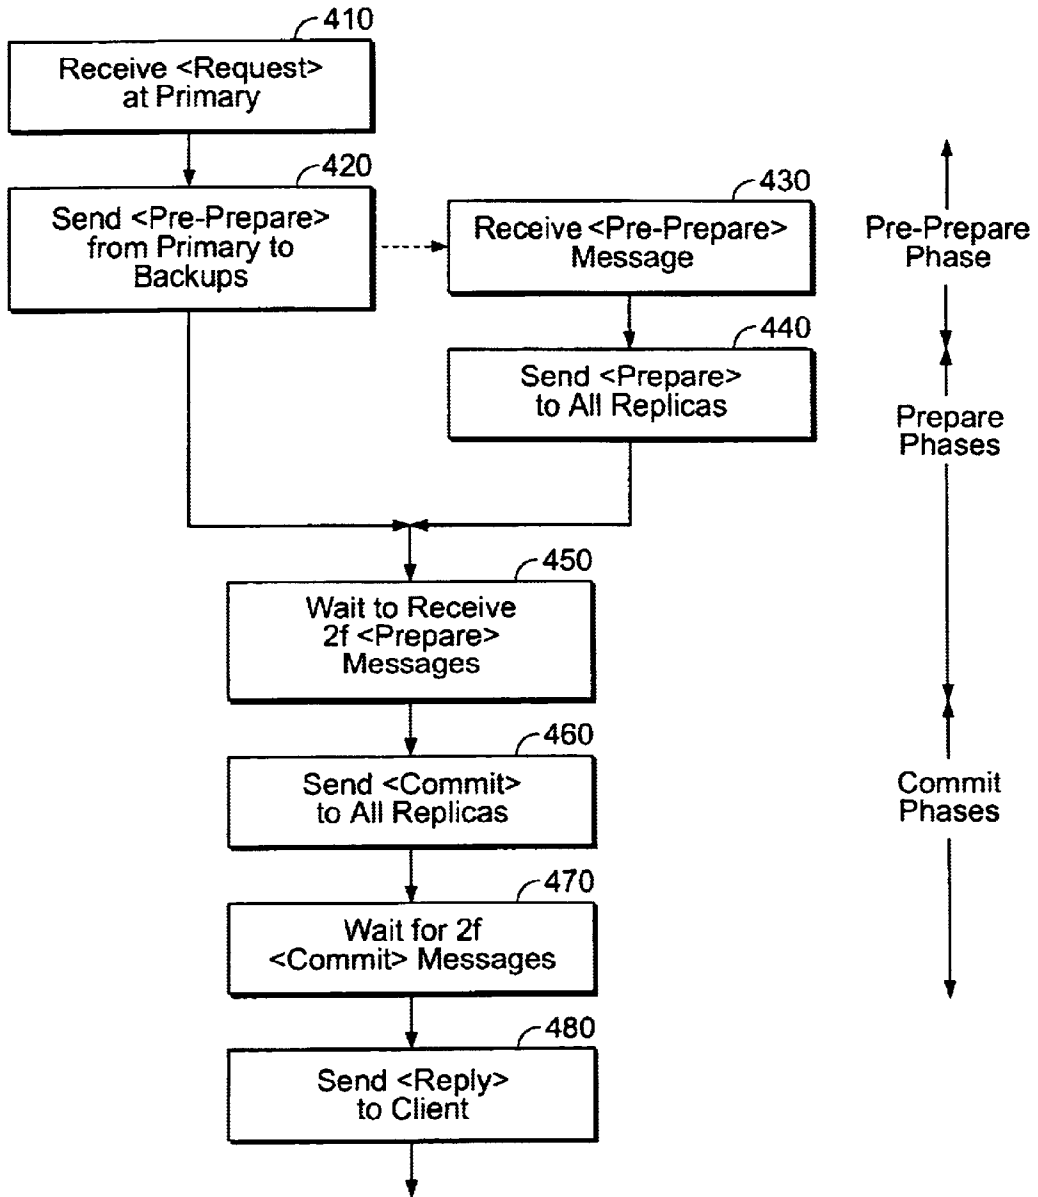 410
Receive <Request>
at Primary
420
Send <Pre-Prepare>
from Primary to
Backups
430
Receive <Pre-Prepare>
Message
Pre-Prepare
Phase
440
Send <Prepare>
to All Replicas
Prepare
Phases
450
Wait to Receive
2f <Prepare>
Messages
460
Send <Commit>
to All Replicas
Commit
Phases
470
Wait for 2f
<Commit> Messages
480
Send <Reply>
to Client